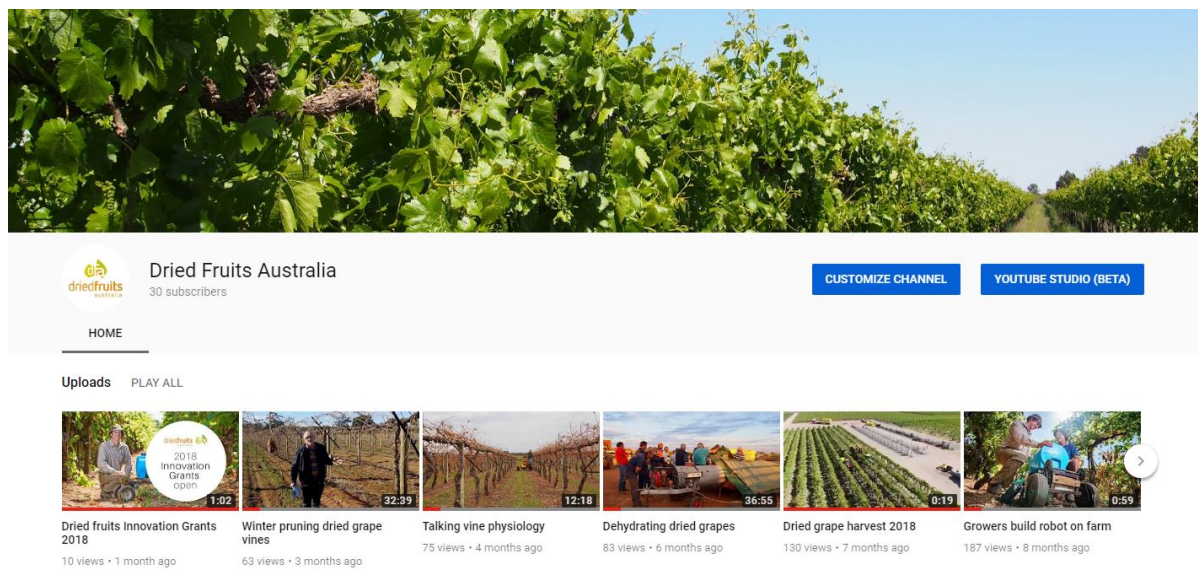 dfa
driedfruits
australia
Dried Fruits Australia
30 subscribers
CUSTOMIZE CHANNEL
YOUTUBE STUDIO (BETA)
HOME
Uploads PLAY ALL
driedfruits
2018
Innovation
Grants
open
1:02
32:39
12:18
36:55
0:19
0:59
Dried fruits Innovation Grants
2018
10 views • 1 month ago
Winter pruning dried grape
vines
63 views • 3 months ago
Talking vine physiology
75 views • 4 months ago
Dehydrating dried grapes
83 views • 6 months ago
Dried grape harvest 2018
130 views • 7 months ago
Growers build robot on farm
187 views • 8 months ago